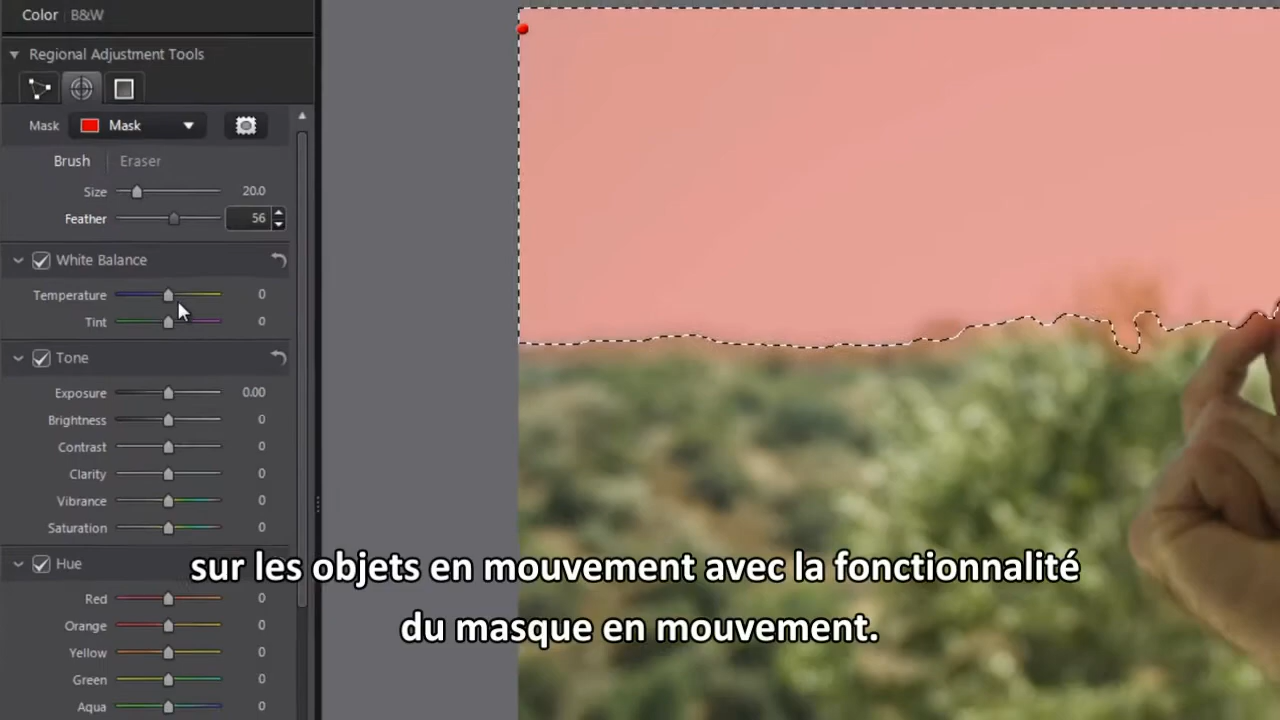 Color B&W
Regional Adjustment Tools
Mask Mask
Brush Eraser
Size 20.0
Feather 56
White Balance
Temperature 0
Tint 0
Tone
Exposure 0.00
Brightness 0
Contrast 0
Clarity 0
Vibrance 0
Saturation 0
Hue
Red 0
Orange 0
Yellow 0
Green 0
Aqua 0
sur les objets en mouvement avec la fonctionnalité
du masque en mouvement.